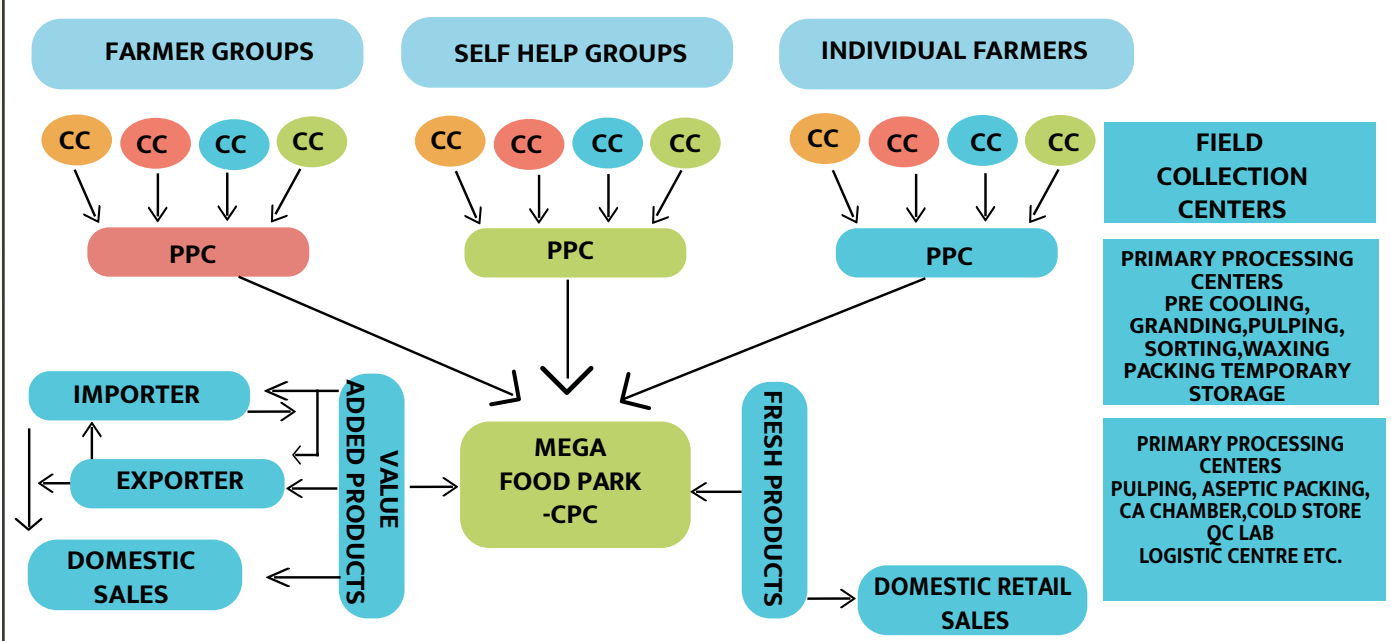 FARMER GROUPS
SELF HELP GROUPS
INDIVIDUAL FARMERS
CC
CC
CC
CC
CC
CC
CC
CC
CC
CC
CC
CC
FIELD
COLLECTION
CENTERS
PPC
PPC
PPC
PRIMARY PROCESSING
CENTERS
PRE COOLING,
GRANDING,PULPING,
SORTING,WAXING
PACKING TEMPORARY
STORAGE
IMPORTER
EXPORTER
DOMESTIC
SALES
VALUE
ADDED PRODUCTS
MEGA
FOOD PARK
-CPC
FRESH PRODUCTS
DOMESTIC RETAIL
SALES
PRIMARY PROCESSING
CENTERS
PULPING, ASEPTIC PACKING,
CA CHAMBER,COLD STORE
QC LAB
LOGISTIC CENTRE ETC.